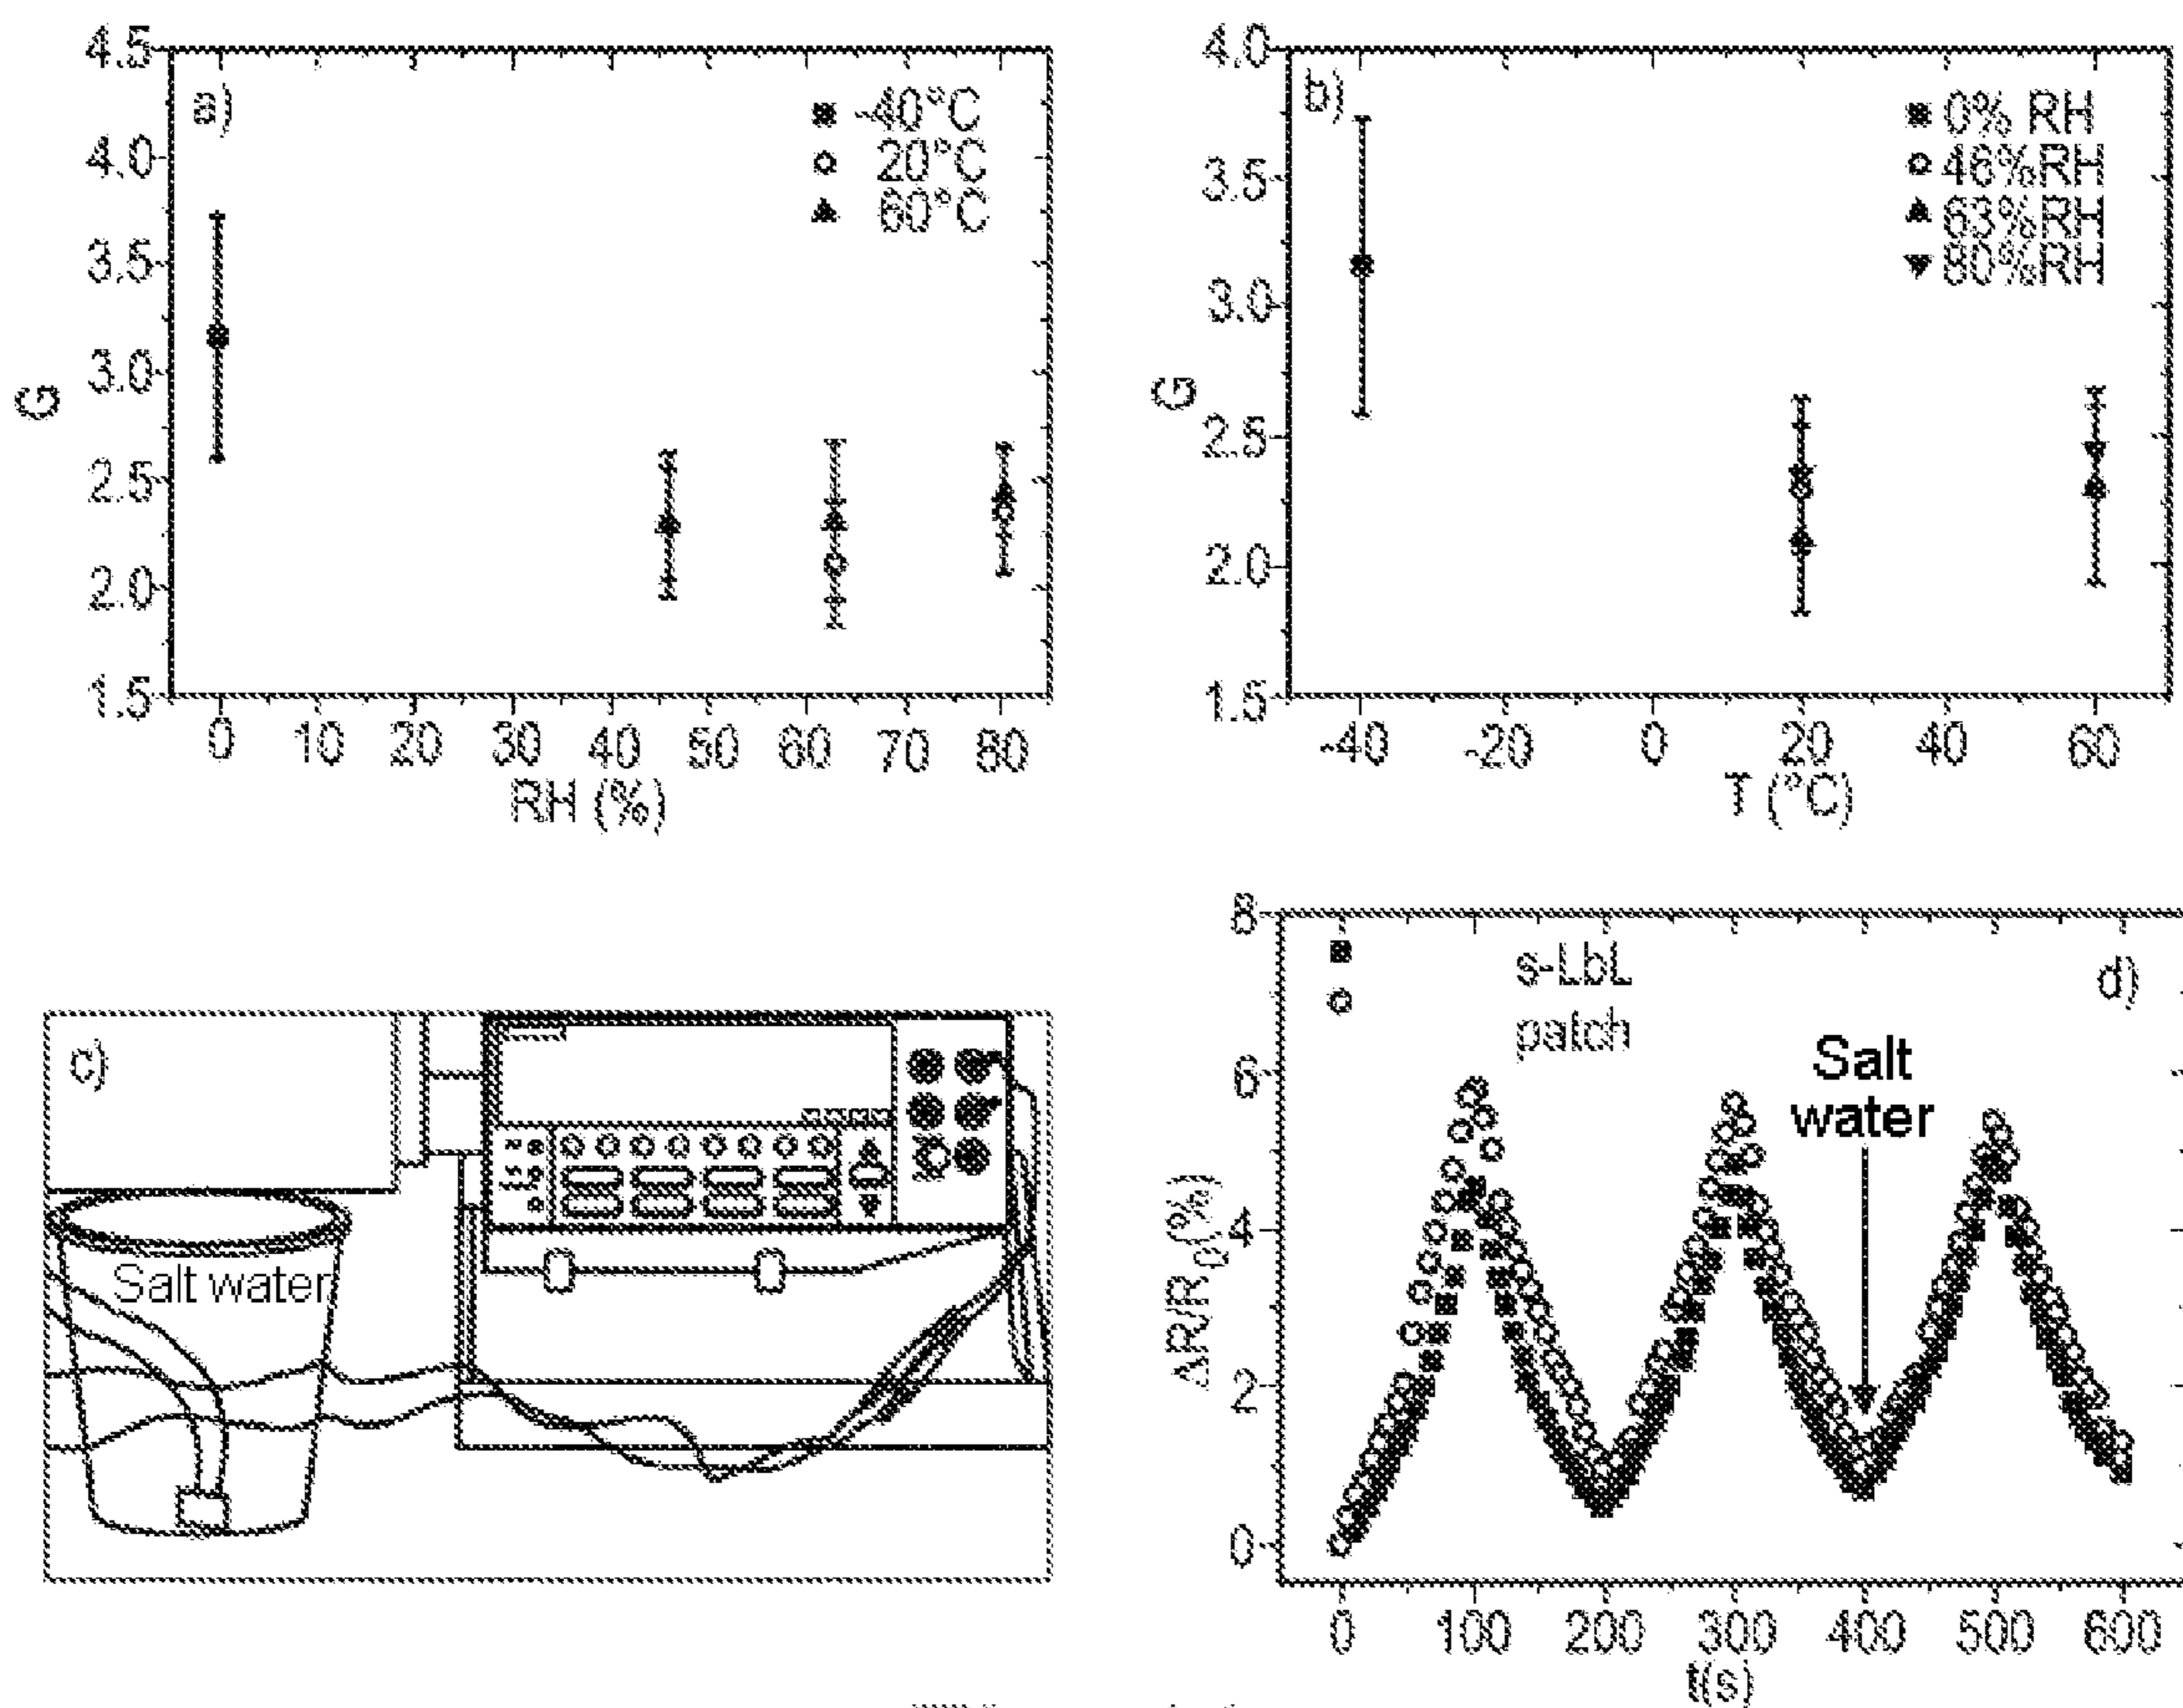 a)
-40°C
20°C
60°C
4.5
4.0
3.5
3.0
2.5
2.0
1.5
G
0 10 20 30 40 50 60 70 80
RH (%)
b)
0% RH
46%RH
63%RH
80%RH
4.0
3.5
3.0
2.5
2.0
1.5
G
-40 -20 0 20 40 60
T (°C)
c)
Salt water
d)
s-LbL
patch
Salt
water
8
6
4
2
0
ΔR/R0(%)
0 100 200 300 400 500 600
t(s)